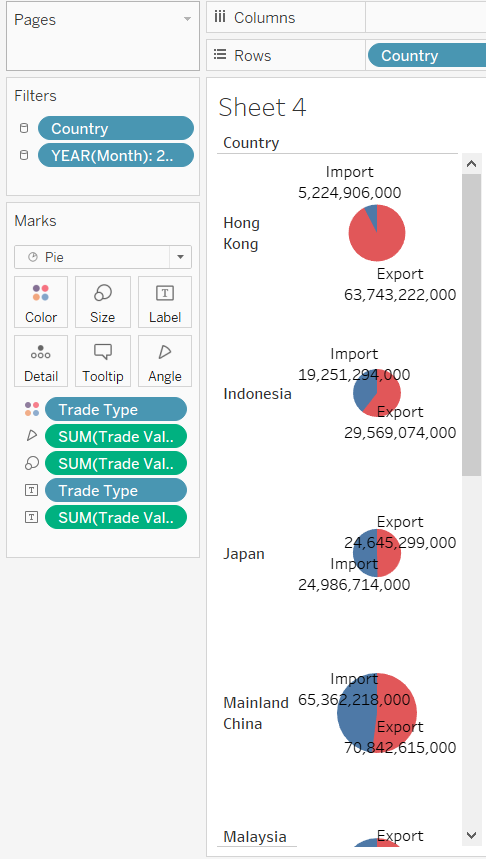 Pages
Columns
Rows
Country
Filters
Country
YEAR(Month): 2..
Marks
Pie
Color
Size
Label
Detail
Tooltip
Angle
Trade Type
SUM(Trade Val..
SUM(Trade Val..
Trade Type
SUM(Trade Val..
Sheet 4
Country
Hong
Kong
Import
5,224,906,000
Export
63,743,222,000
Indonesia
Import
19,251,294,000
Export
29,569,074,000
Japan
Export
24,645,299,000
Import
24,986,714,000
Mainland
China
Import
65,362,218,000
Export
70,842,615,000
Malaysia
Export